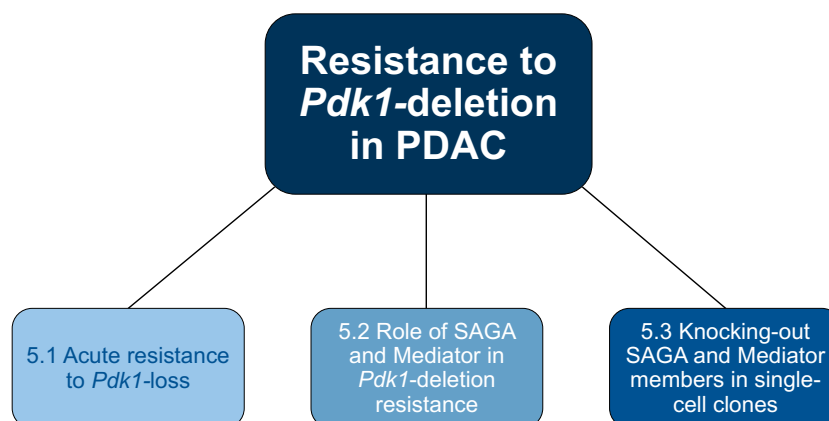 Resistance to
Pdk1-deletion
in PDAC
5.1 Acute resistance
to Pdk1-loss
5.2 Role of SAGA
and Mediator in
Pdk1-deletion
resistance
5.3 Knocking-out
SAGA and Mediator
members in single-
cell clones